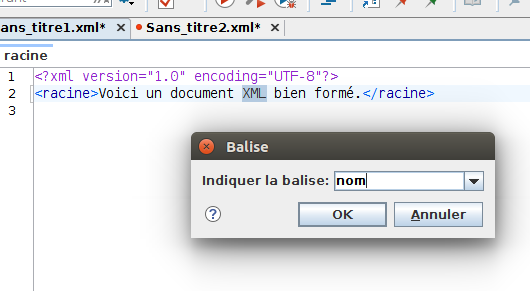 ans_titre1.xml* × Sans_titre2.xml* ×
racine
1 <?xml version="1.0" encoding="UTF-8"?>
2 <racine>Voici un document XML bien formé.</racine>
3
Balise
Indiquer la balise: nom
? OK Annuler